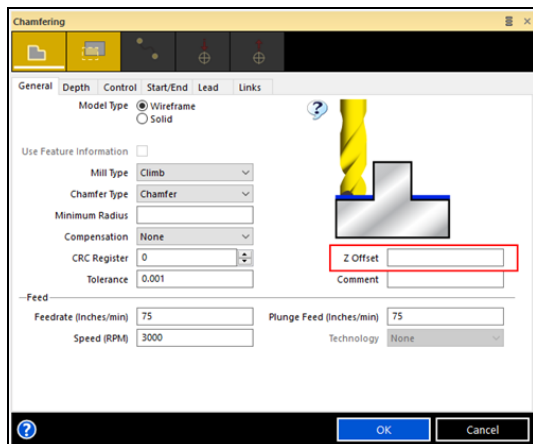 Chamfering
General Depth Control Start/End Lead Links
Model Type Wireframe
Solid
Use Feature Information
Mill Type Climb
Chamfer Type Chamfer
Minimum Radius
Compensation None
CRC Register 0 Z Offset
Tolerance 0.001 Comment
Feed
Feedrate (Inches/min) 75 Plunge Feed (Inches/min) 75
Speed (RPM) 3000 Technology None
OK Cancel